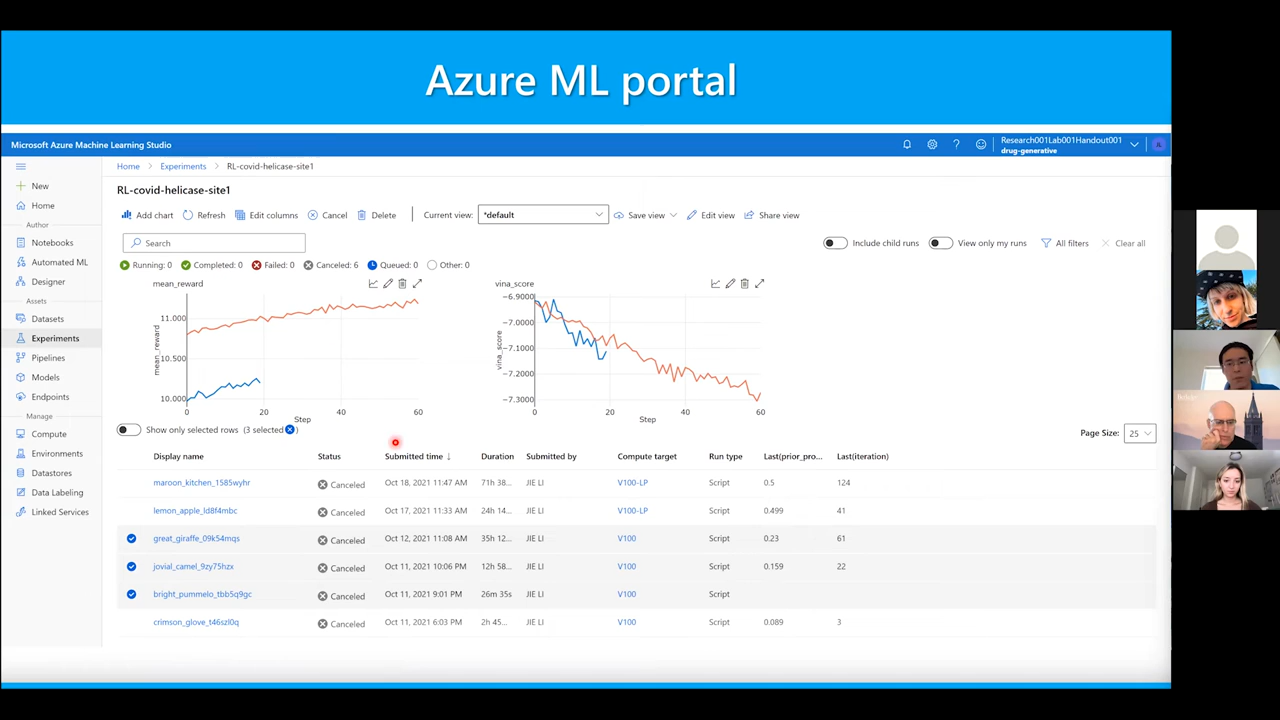 Azure ML portal
Microsoft Azure Machine Learning Studio
Research001Lab001Handout001
drug-generative
JL
Home > Experiments > RL-covid-helicase-site1
New
Home
Author
Notebooks
Automated ML
Designer
Assets
Datasets
Experiments
Pipelines
Models
Endpoints
Manage
Compute
Environments
Datastores
Data Labeling
Linked Services
RL-covid-helicase-site1
Add chart Refresh Edit columns Cancel Delete Current view: *default Save view Edit view Share view
Search
Include child runs View only my runs All filters Clear all
Running: 0 Completed: 0 Failed: 0 Canceled: 6 Queued: 0 Other: 0
mean_reward
mean_reward
11.000
10.500
10.000
0 20 40 60
Step
vina_score
vina_score
−6.9000
−7.0000
−7.1000
−7.2000
−7.3000
0 20 40 60
Step
Show only selected rows (3 selected)
Page Size: 25
Display name Status Submitted time ↓ Duration Submitted by Compute target Run type Last(prior_pro... Last(iteration)
maroon_kitchen_1585wyhr Canceled Oct 18, 2021 11:47 AM 71h 38... JIE LI V100-LP Script 0.5 124
lemon_apple_ld8f4mbc Canceled Oct 17, 2021 11:33 AM 24h 14... JIE LI V100-LP Script 0.499 41
great_giraffe_09k54mqs Canceled Oct 12, 2021 11:08 AM 35h 12... JIE LI V100 Script 0.23 61
jovial_camel_9zy75hzx Canceled Oct 11, 2021 10:06 PM 12h 58... JIE LI V100 Script 0.159 22
bright_pummelo_tbb5q9gc Canceled Oct 11, 2021 9:01 PM 26m 35s JIE LI V100 Script
crimson_glove_t46szl0q Canceled Oct 11, 2021 6:03 PM 2h 45... JIE LI V100 Script 0.089 3